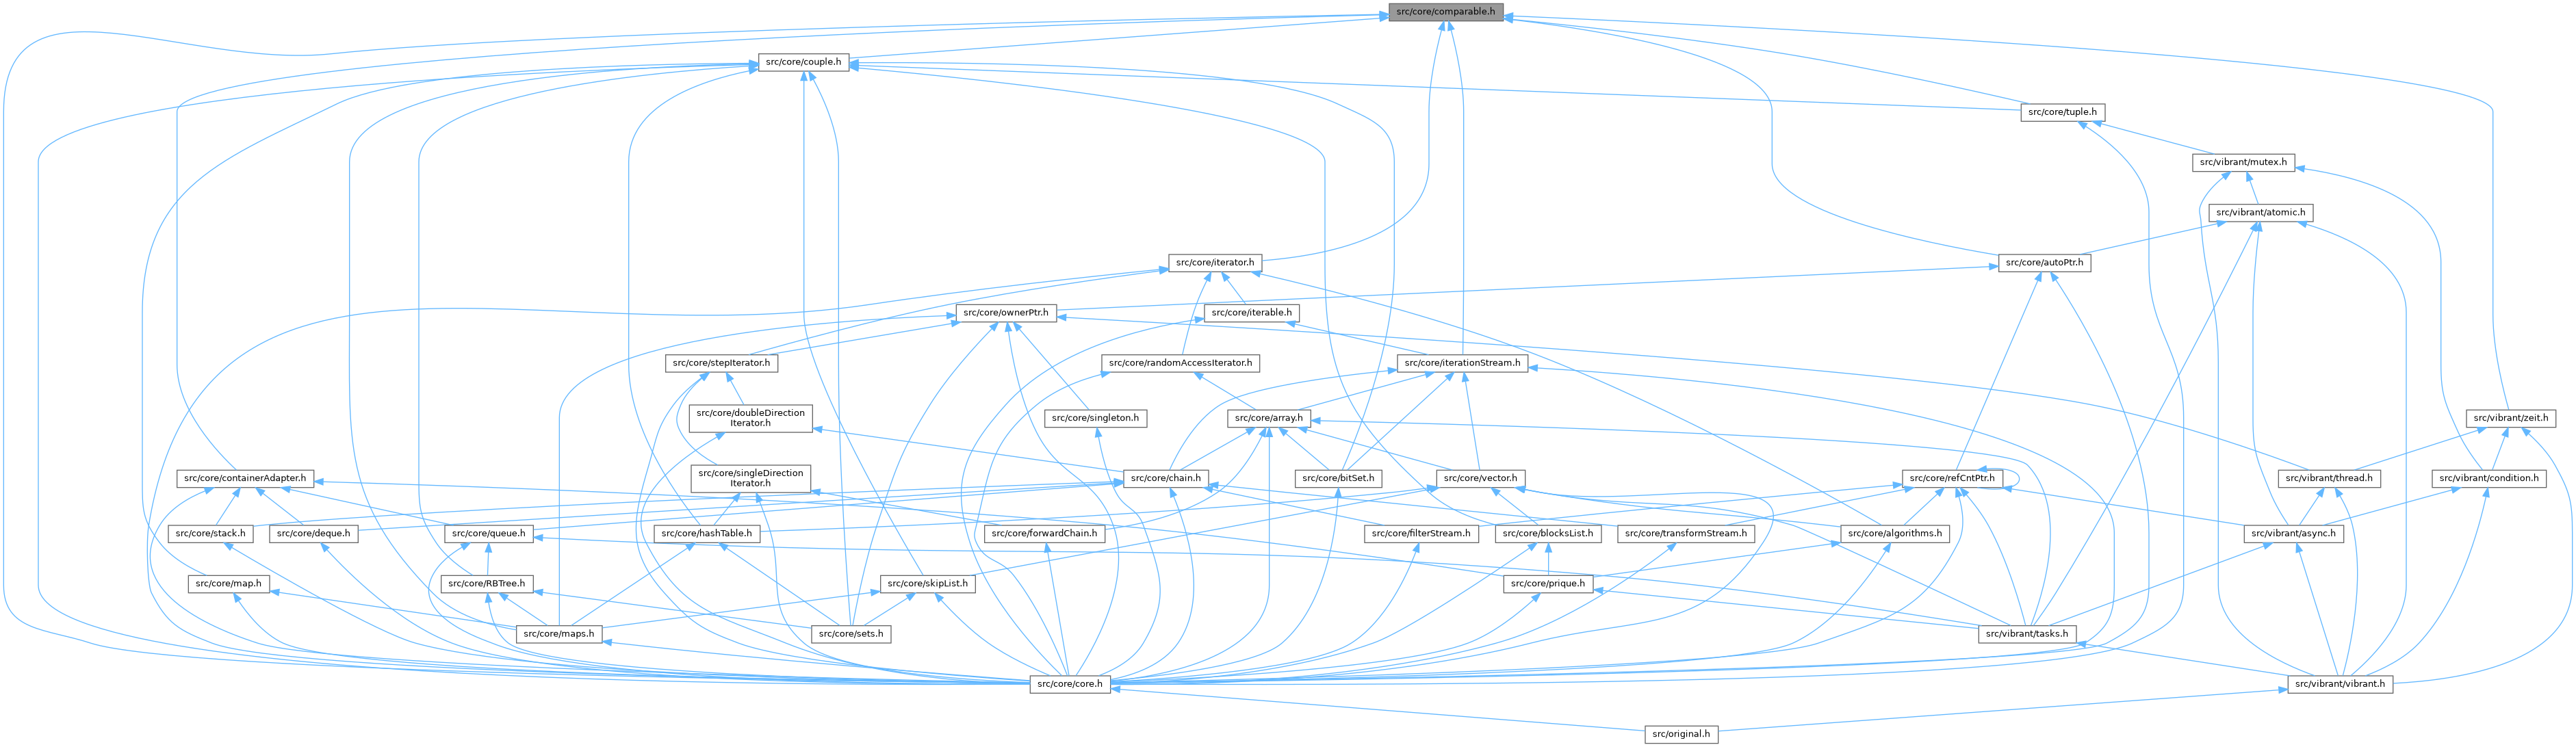 src/core/comparable.h
src/core/couple.h
src/core/tuple.h
src/vibrant/mutex.h
src/vibrant/atomic.h
src/core/iterator.h
src/core/autoPtr.h
src/core/ownerPtr.h
src/core/iterable.h
src/core/stepIterator.h
src/core/randomAccessIterator.h
src/core/iterationStream.h
src/core/doubleDirection
Iterator.h
src/core/singleton.h
src/core/array.h
src/vibrant/zeit.h
src/core/containerAdapter.h
src/core/singleDirection
Iterator.h
src/core/chain.h
src/core/bitSet.h
src/core/vector.h
src/core/refCntPtr.h
src/vibrant/thread.h
src/vibrant/condition.h
src/core/stack.h
src/core/deque.h
src/core/queue.h
src/core/hashTable.h
src/core/forwardChain.h
src/core/filterStream.h
src/core/blocksList.h
src/core/transformStream.h
src/core/algorithms.h
src/vibrant/async.h
src/core/map.h
src/core/RBTree.h
src/core/skipList.h
src/core/prique.h
src/core/maps.h
src/core/sets.h
src/vibrant/tasks.h
src/core/core.h
src/vibrant/vibrant.h
src/original.h